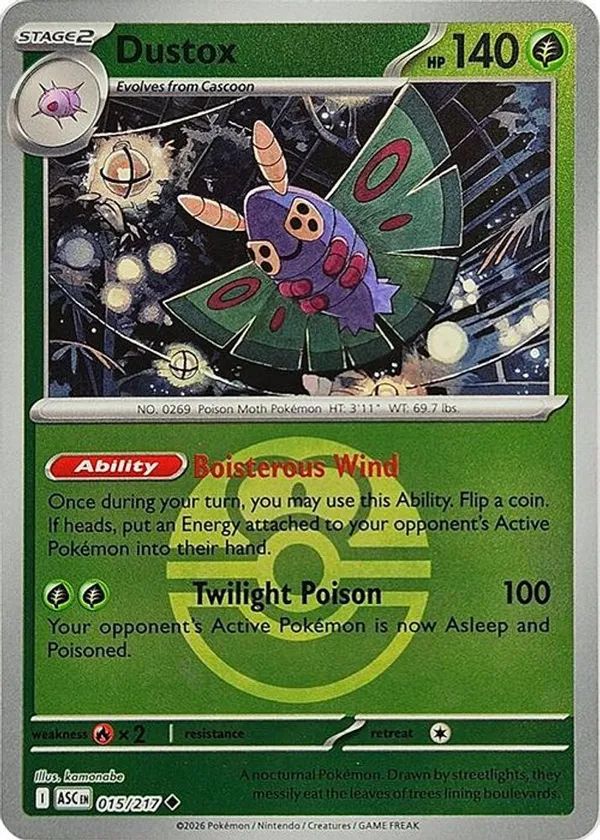 STAGE2
Dustox
HP 140
Evolves from Cascoon
NO. 0269 Poison Moth Pokémon HT: 3'11" WT: 69.7 lbs.
Ability Boisterous Wind
Once during your turn, you may use this Ability. Flip a coin.
If heads, put an Energy attached to your opponent's Active
Pokémon into their hand.
Twilight Poison 100
Your opponent's Active Pokémon is now Asleep and
Poisoned.
weakness ×2 resistance retreat
Illus. kamonabe
I ASC EN 015/217
A nocturnal Pokémon. Drawn by streetlights, they
messily eat the leaves of trees lining boulevards.
©2026 Pokémon / Nintendo / Creatures / GAME FREAK